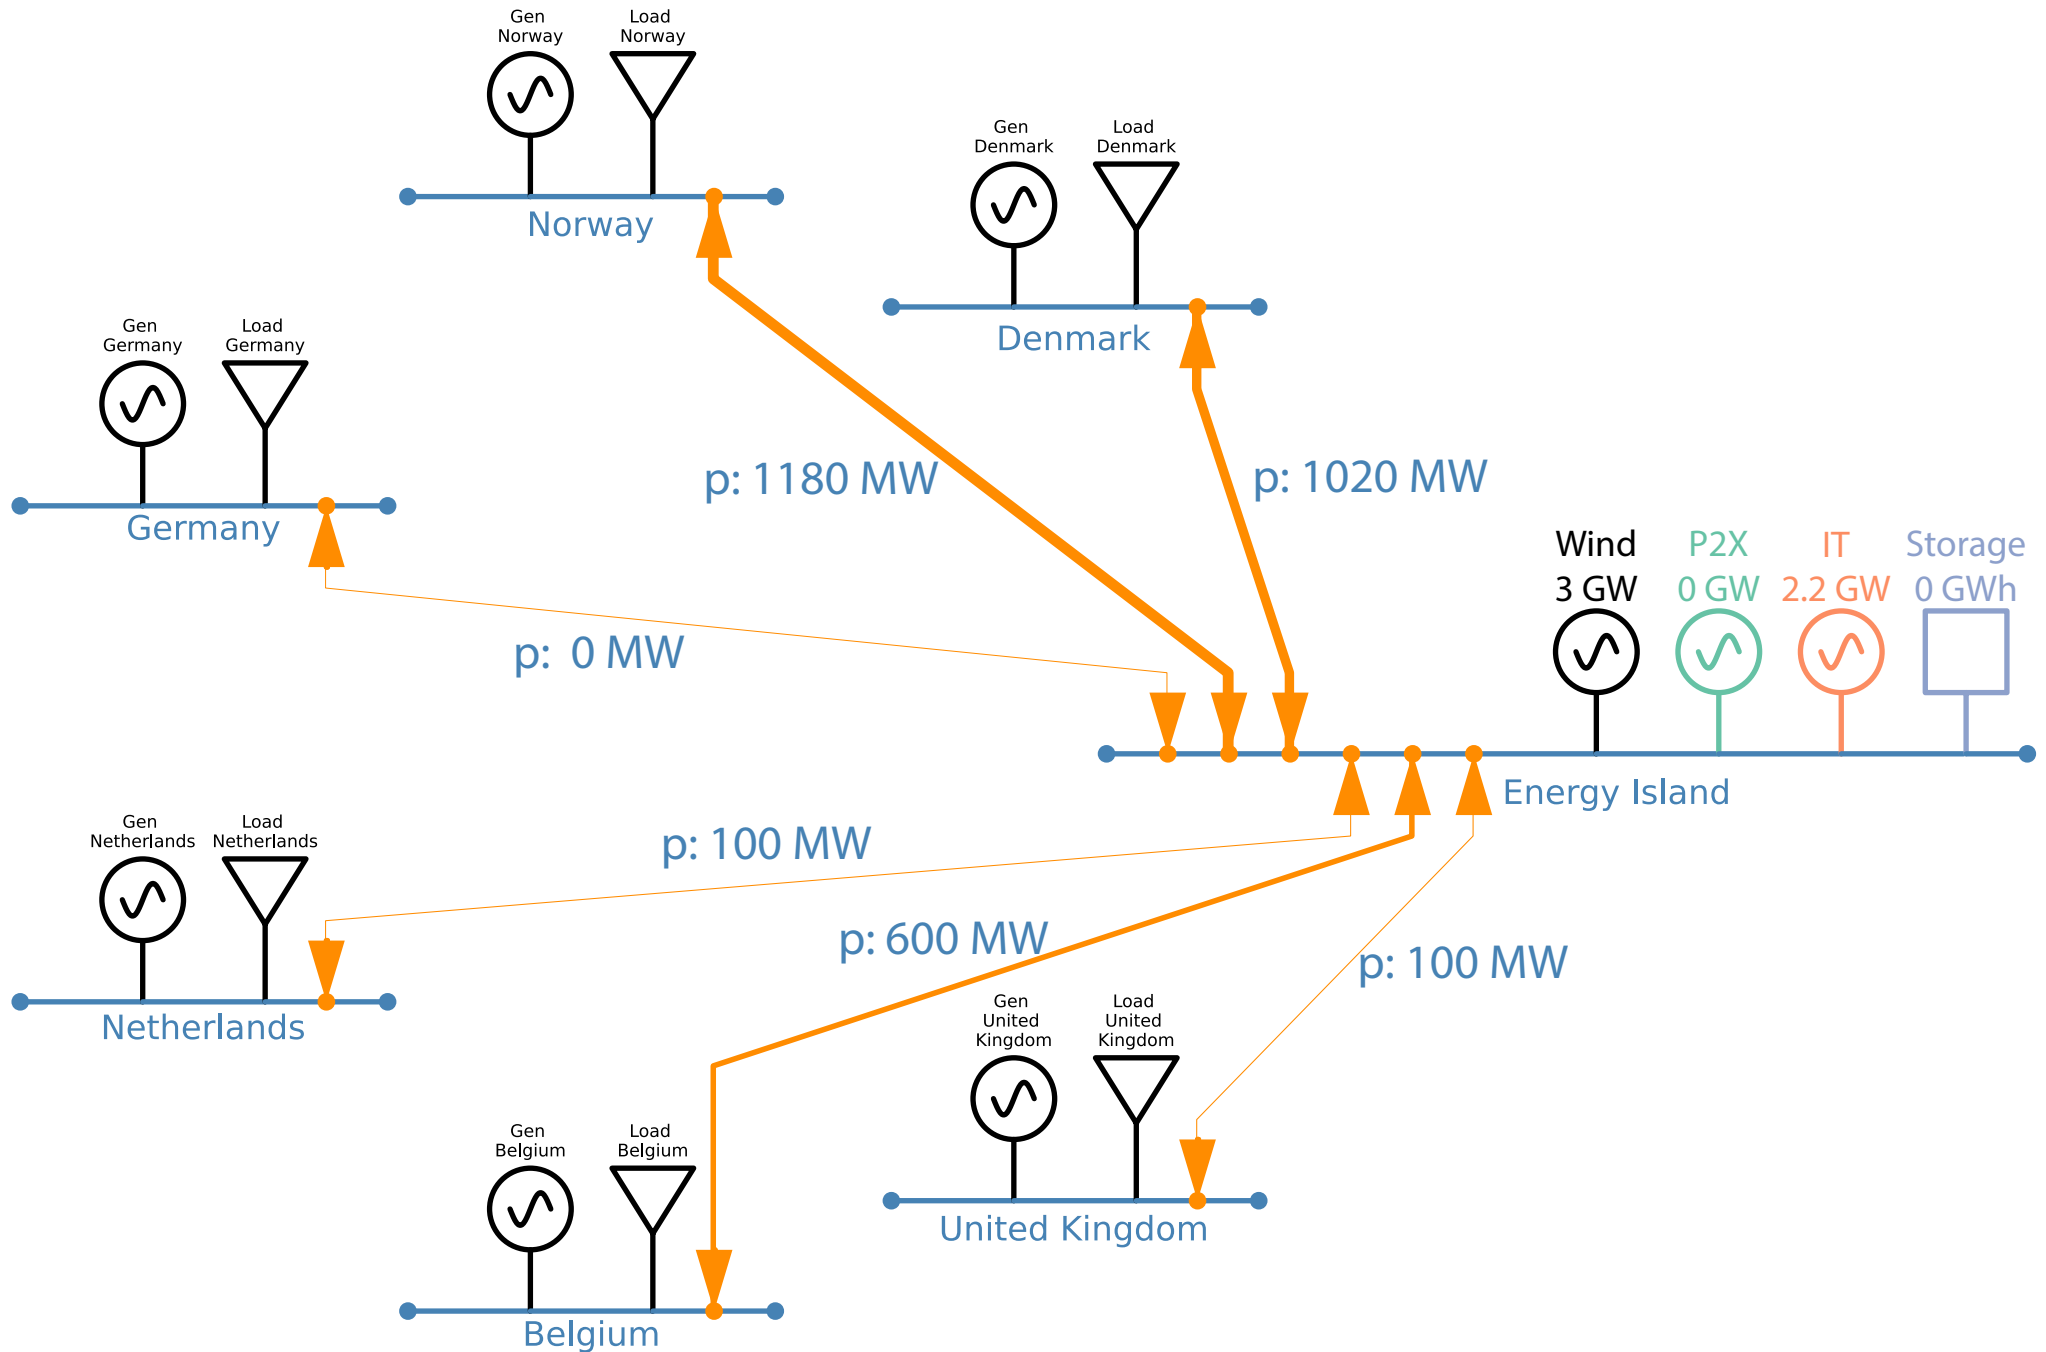 Gen
Norway
Load
Norway
Norway
Gen
Denmark
Load
Denmark
Denmark
Gen
Germany
Load
Germany
Germany
p: 1180 MW
p: 1020 MW
p: 0 MW
Wind
3 GW
P2X
0 GW
IT
2.2 GW
Storage
0 GWh
Energy Island
Gen
Netherlands
Load
Netherlands
Netherlands
p: 100 MW
p: 600 MW
p: 100 MW
Gen
United
Kingdom
Load
United
Kingdom
United Kingdom
Gen
Belgium
Load
Belgium
Belgium